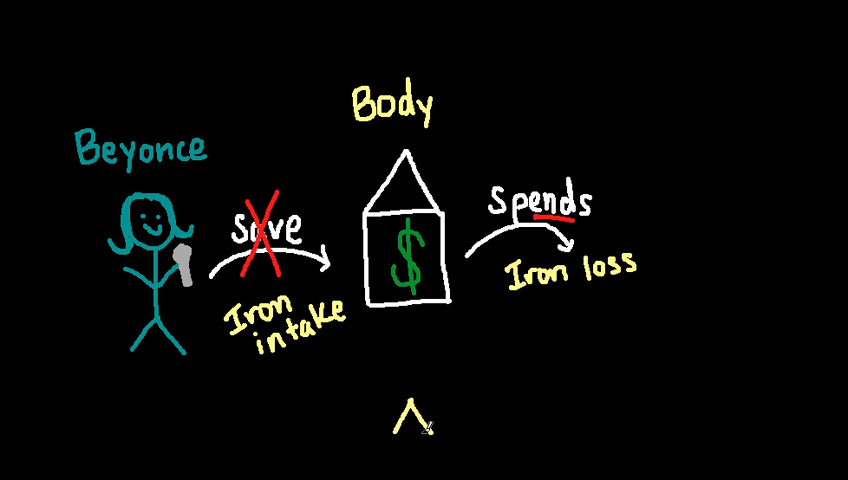 Body
Beyonce
Save
Spends
$
Iron
intake
Iron loss